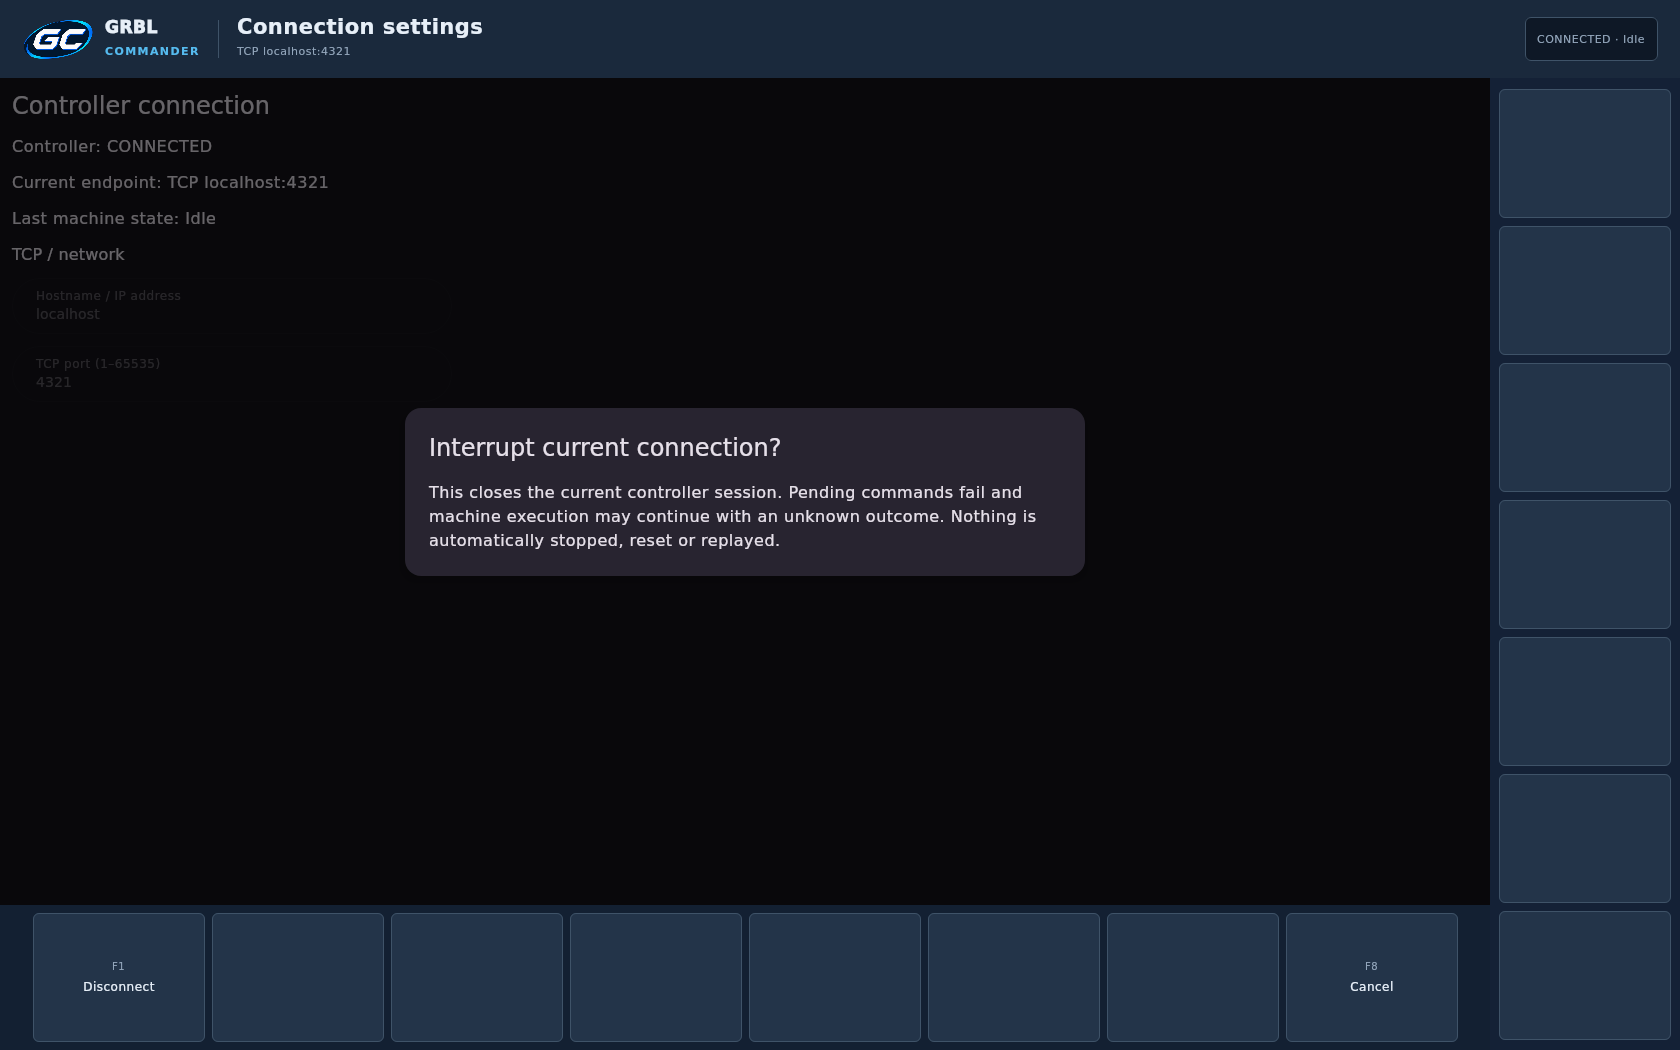 GC
GRBL
COMMANDER
Connection settings
TCP localhost:4321
CONNECTED · Idle
Controller connection
Controller: CONNECTED
Current endpoint: TCP localhost:4321
Last machine state: Idle
TCP / network
Hostname / IP address
localhost
TCP port (1–65535)
4321
Interrupt current connection?
This closes the current controller session. Pending commands fail and
machine execution may continue with an unknown outcome. Nothing is
automatically stopped, reset or replayed.
F1
Disconnect
F8
Cancel